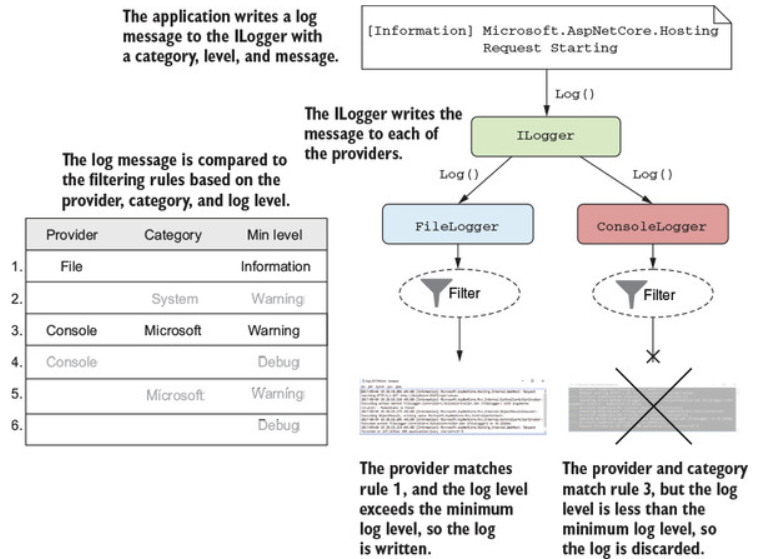 The application writes a log
message to the ILogger with
a category, level, and message.
[Information] Microsoft.AspNetCore.Hosting
Request Starting
Log()
The ILogger writes the
message to each of
the providers.
ILogger
Log()
Log()
The log message is compared to
the filtering rules based on the
provider, category, and log level.
FileLogger
ConsoleLogger
Provider Category Min level
1. File Information
2. System Warning
3. Console Microsoft Warning
4. Console Debug
5. Microsoft Warning
6. Debug
Filter
Filter
The provider matches
rule 1, and the log level
exceeds the minimum
log level, so the log
is written.
The provider and category
match rule 3, but the log
level is less than the
minimum log level, so
the log is discarded.